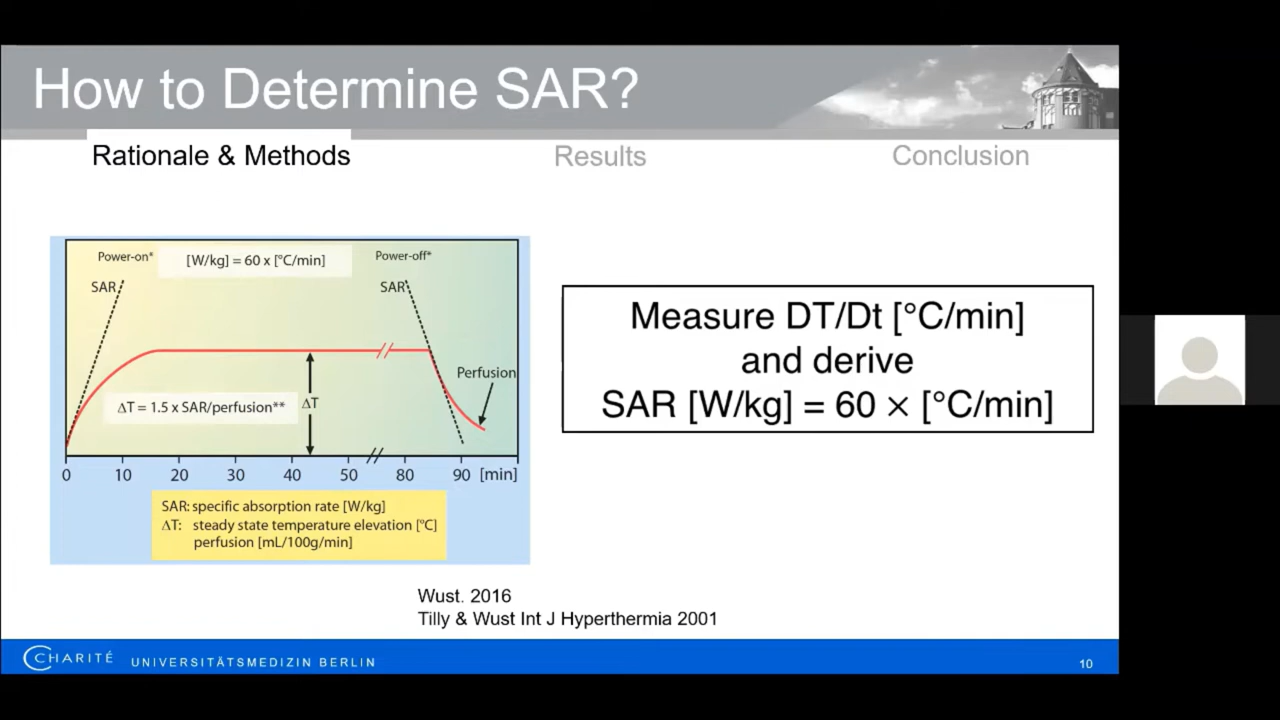 How to Determine SAR?
Rationale & Methods
Results
Conclusion
Power-on*
[W/kg] = 60 x [°C/min]
Power-off*
SAR
SAR
Perfusion
ΔT = 1.5 x SAR/perfusion**
ΔT
0 10 20 30 40 50 80 90 [min]
SAR: specific absorption rate [W/kg]
ΔT: steady state temperature elevation [°C]
perfusion [mL/100g/min]
Measure DT/Dt [°C/min]
and derive
SAR [W/kg] = 60 × [°C/min]
Wust. 2016
Tilly & Wust Int J Hyperthermia 2001
CHARITÉ UNIVERSITÄTSMEDIZIN BERLIN
10